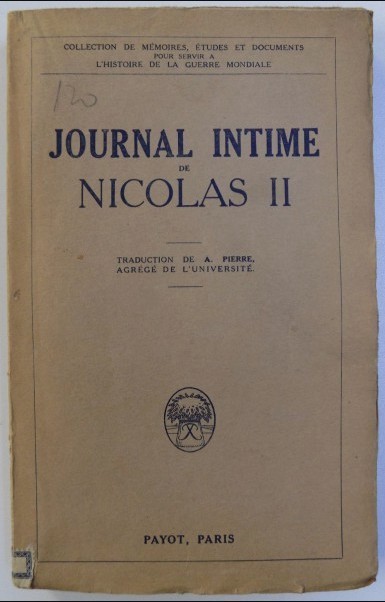 COLLECTION DE MÉMOIRES, ÉTUDES ET DOCUMENTS
POUR SERVIR A
L'HISTOIRE DE LA GUERRE MONDIALE
120
JOURNAL INTIME
DE
NICOLAS II
TRADUCTION DE A. PIERRE,
AGRÉGÉ DE L'UNIVERSITÉ.
PAYOT, PARIS